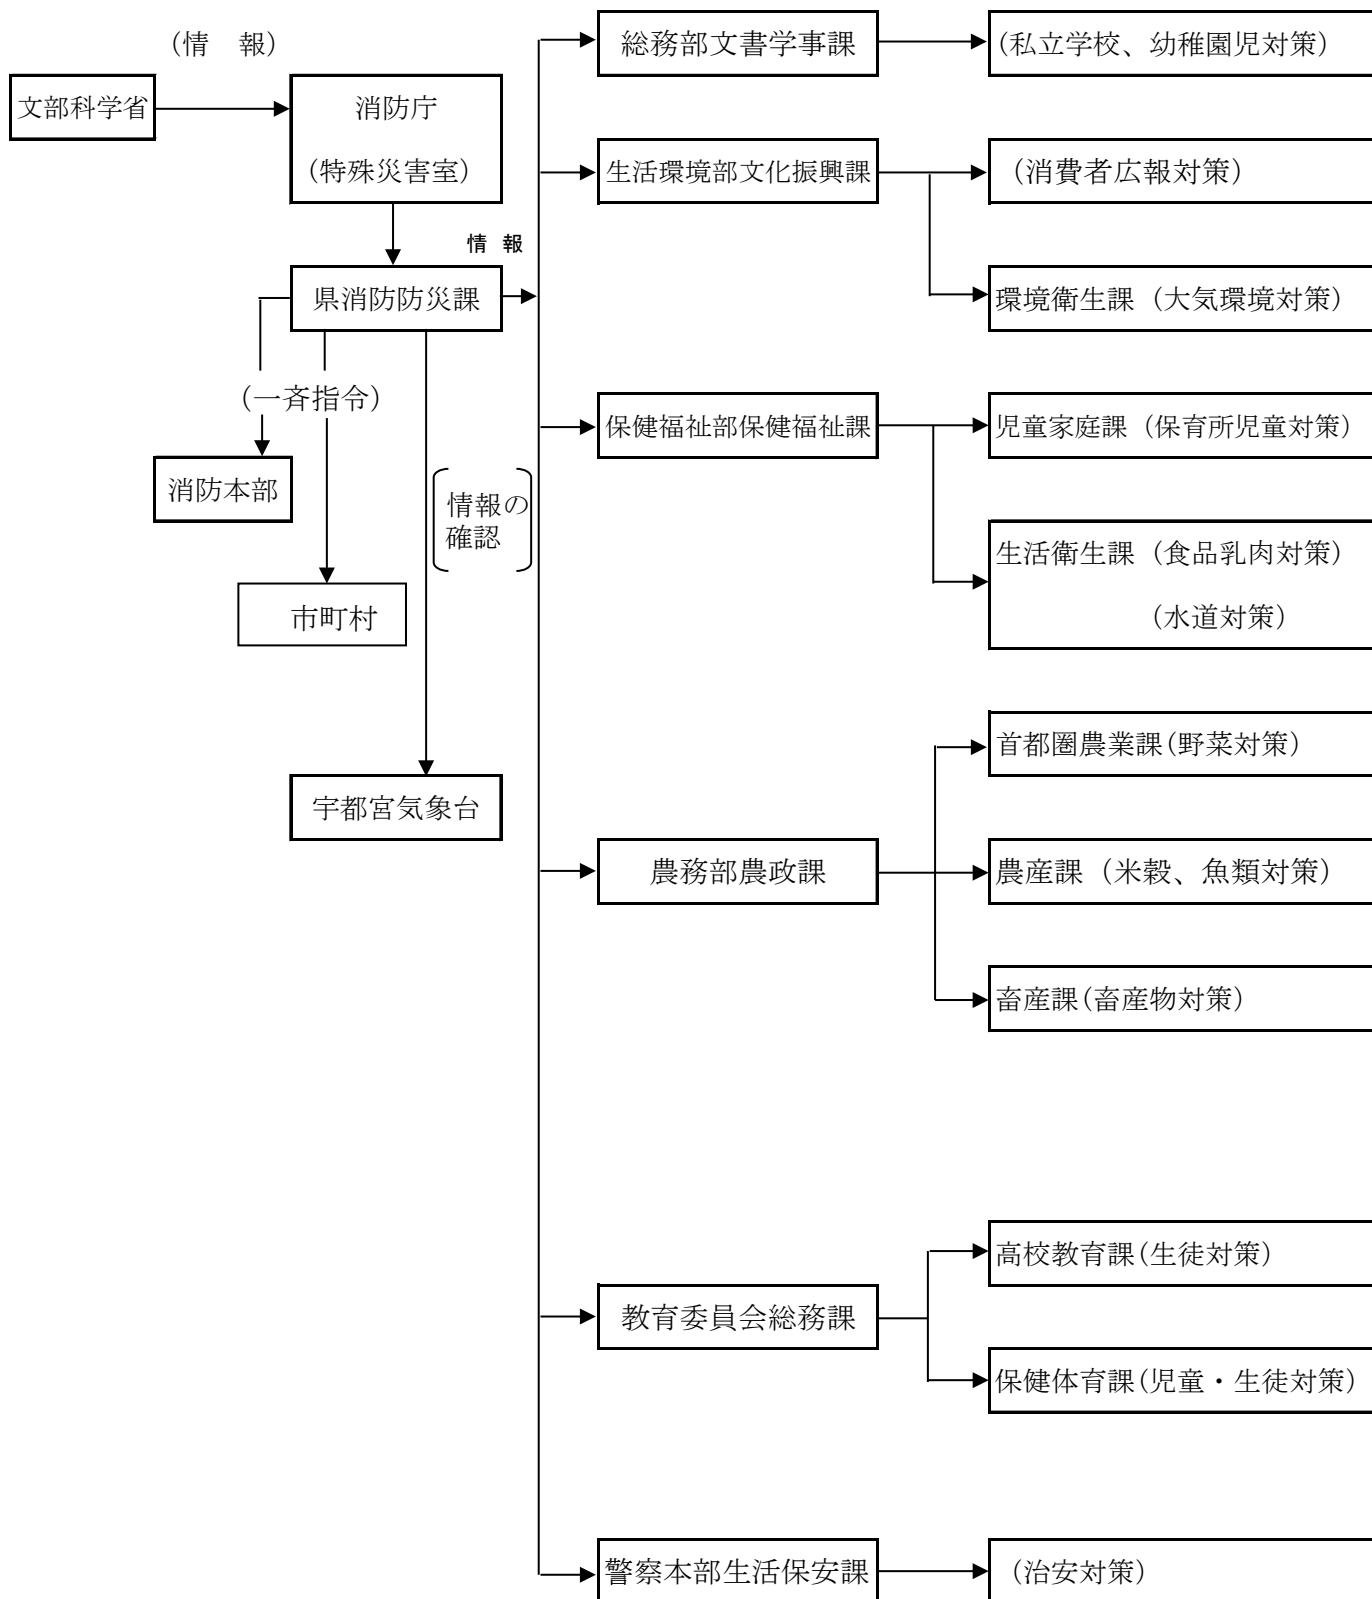 (情　報)
文部科学省
消防庁
(特殊災害室)
情 報
県消防防災課
(一斉指令)
消防本部
市町村
情報の
確認
宇都宮気象台
総務部文書学事課
(私立学校、幼稚園児対策)
生活環境部文化振興課
(消費者広報対策)
環境衛生課 (大気環境対策)
保健福祉部保健福祉課
児童家庭課 (保育所児童対策)
生活衛生課 (食品乳肉対策)
(水道対策)
農務部農政課
首都圏農業課(野菜対策)
農産課 (米穀、魚類対策)
畜産課(畜産物対策)
教育委員会総務課
高校教育課(生徒対策)
保健体育課(児童・生徒対策)
警察本部生活保安課
(治安対策)